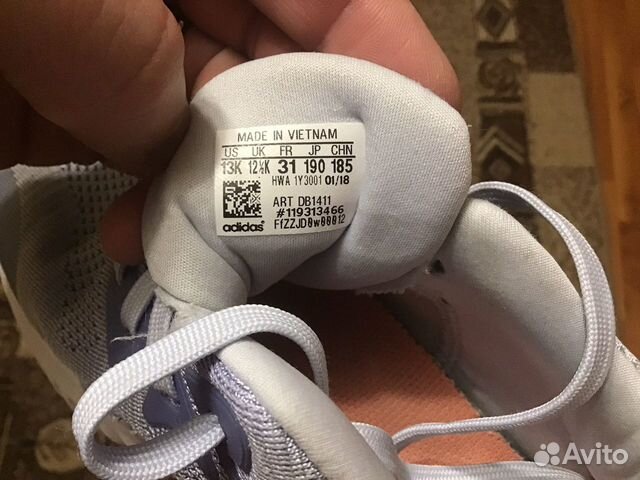 MADE IN VIETNAM
US UK FR JP CHN
13K 12½K 31 190 185
HWA 1Y3001 01/18
ART DB1411
#119313466
FfZZJD0w00012
adidas
Avito